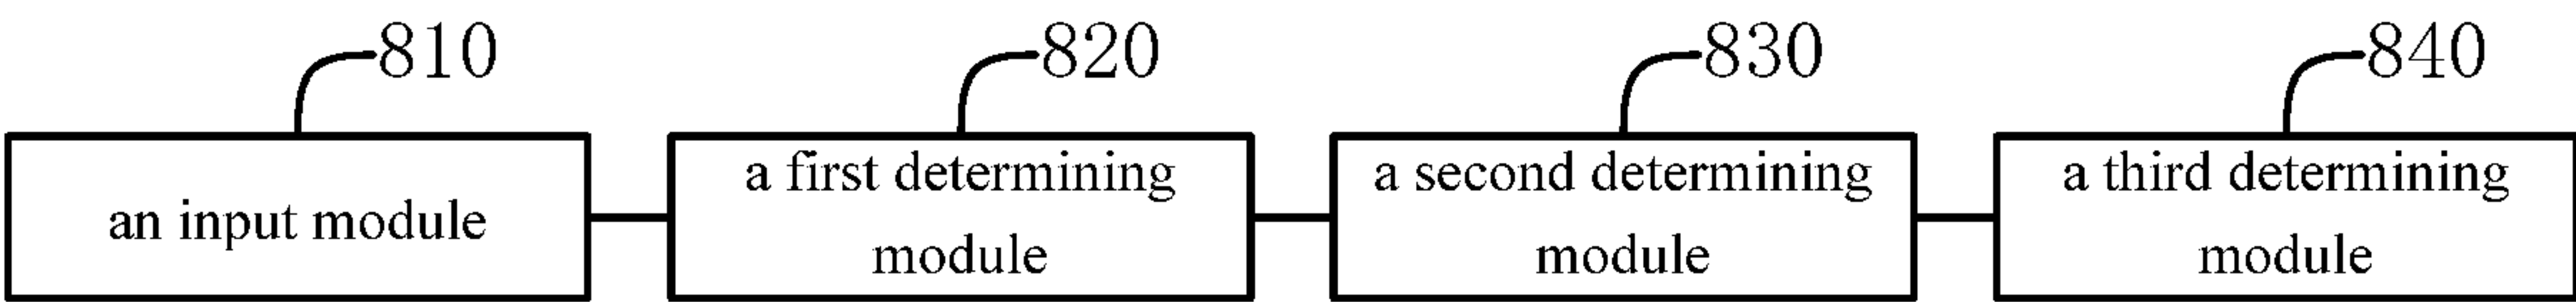 810
820
830
840
an input module
a first determining
module
a second determining
module
a third determining
module